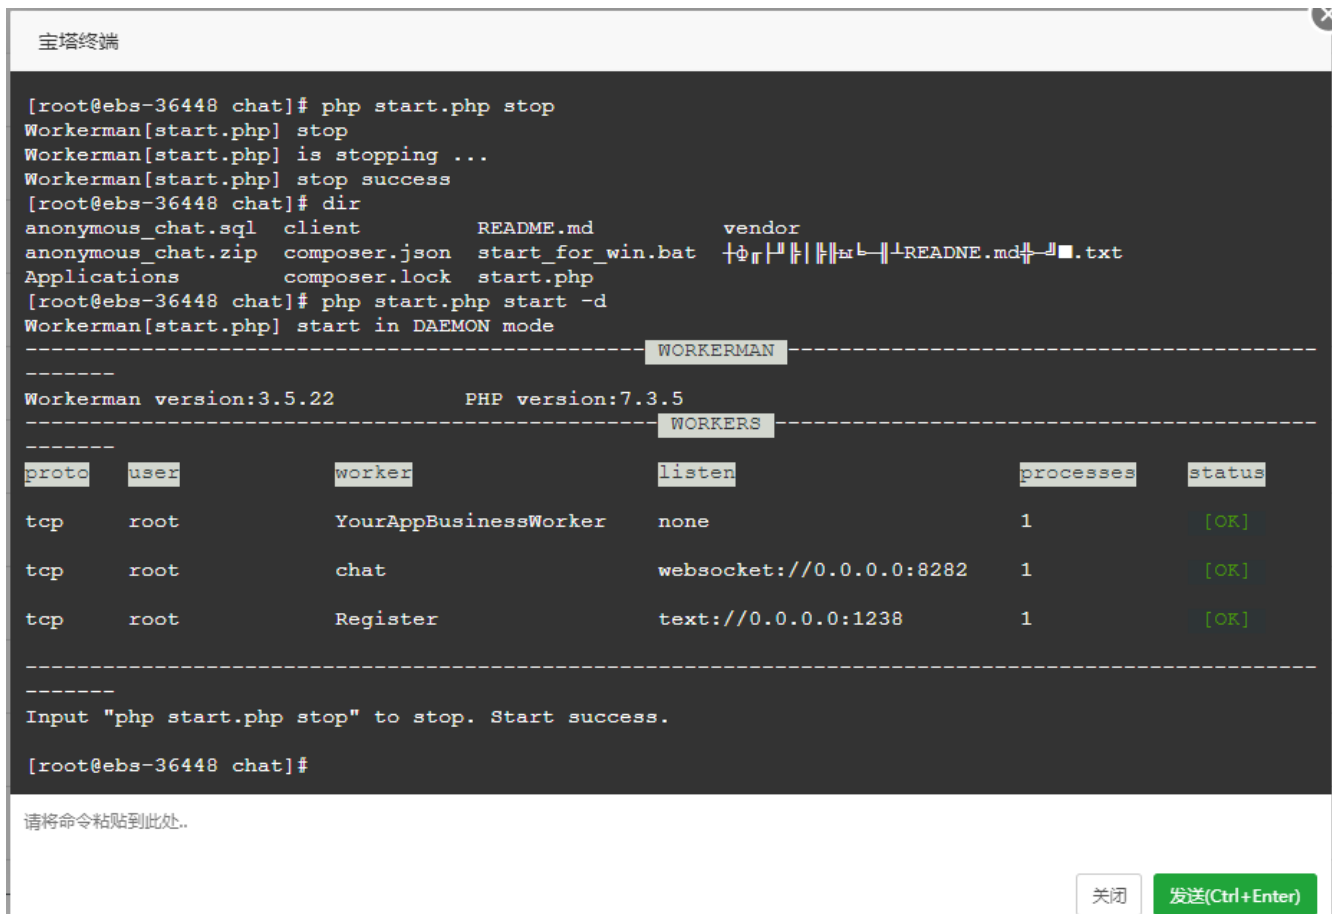 宝塔终端
[root@ebs-36448 chat]# php start.php stop
Workerman[start.php] stop
Workerman[start.php] is stopping ...
Workerman[start.php] stop success
[root@ebs-36448 chat]# dir
anonymous_chat.sql client README.md vendor
anonymous_chat.zip composer.json start_for_win.bat READNE.md .txt
Applications composer.lock start.php
[root@ebs-36448 chat]# php start.php start -d
Workerman[start.php] start in DAEMON mode
WORKERMAN
Workerman version:3.5.22 PHP version:7.3.5
WORKERS
proto user worker listen processes status
tcp root YourAppBusinessWorker none 1 [OK]
tcp root chat websocket://0.0.0.0:8282 1 [OK]
tcp root Register text://0.0.0.0:1238 1 [OK]
Input "php start.php stop" to stop. Start success.
[root@ebs-36448 chat]#
请将命令粘贴到此处..
关闭 发送(Ctrl+Enter)